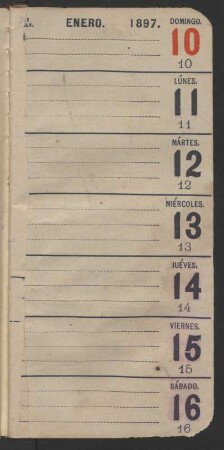 ENERO. 1897. DOMINGO.
10
10
LÚNES.
11
11
MÁRTES.
12
12
MIÉRCOLES.
13
13
JUÉVES.
14
14
VIERNES.
15
15
SÁBADO.
16
16